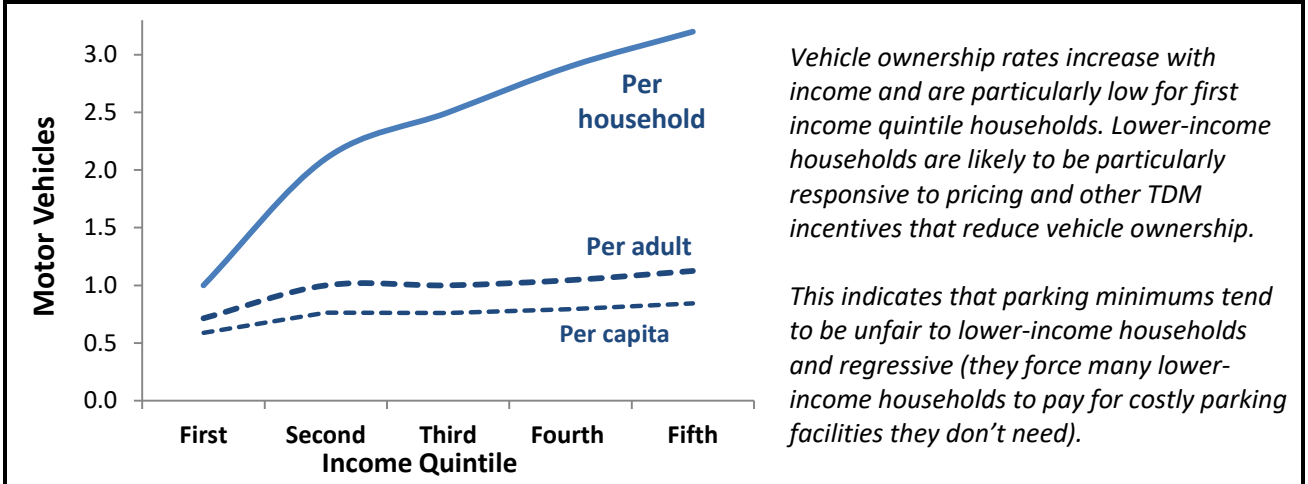 Motor Vehicles
3.0
2.5
2.0
1.5
1.0
0.5
0.0
Per
household
Per adult
Per capita
First Second Third Fourth Fifth
Income Quintile
Vehicle ownership rates increase with
income and are particularly low for first
income quintile households. Lower-income
households are likely to be particularly
responsive to pricing and other TDM
incentives that reduce vehicle ownership.
This indicates that parking minimums tend
to be unfair to lower-income households
and regressive (they force many lower-
income households to pay for costly parking
facilities they don’t need).